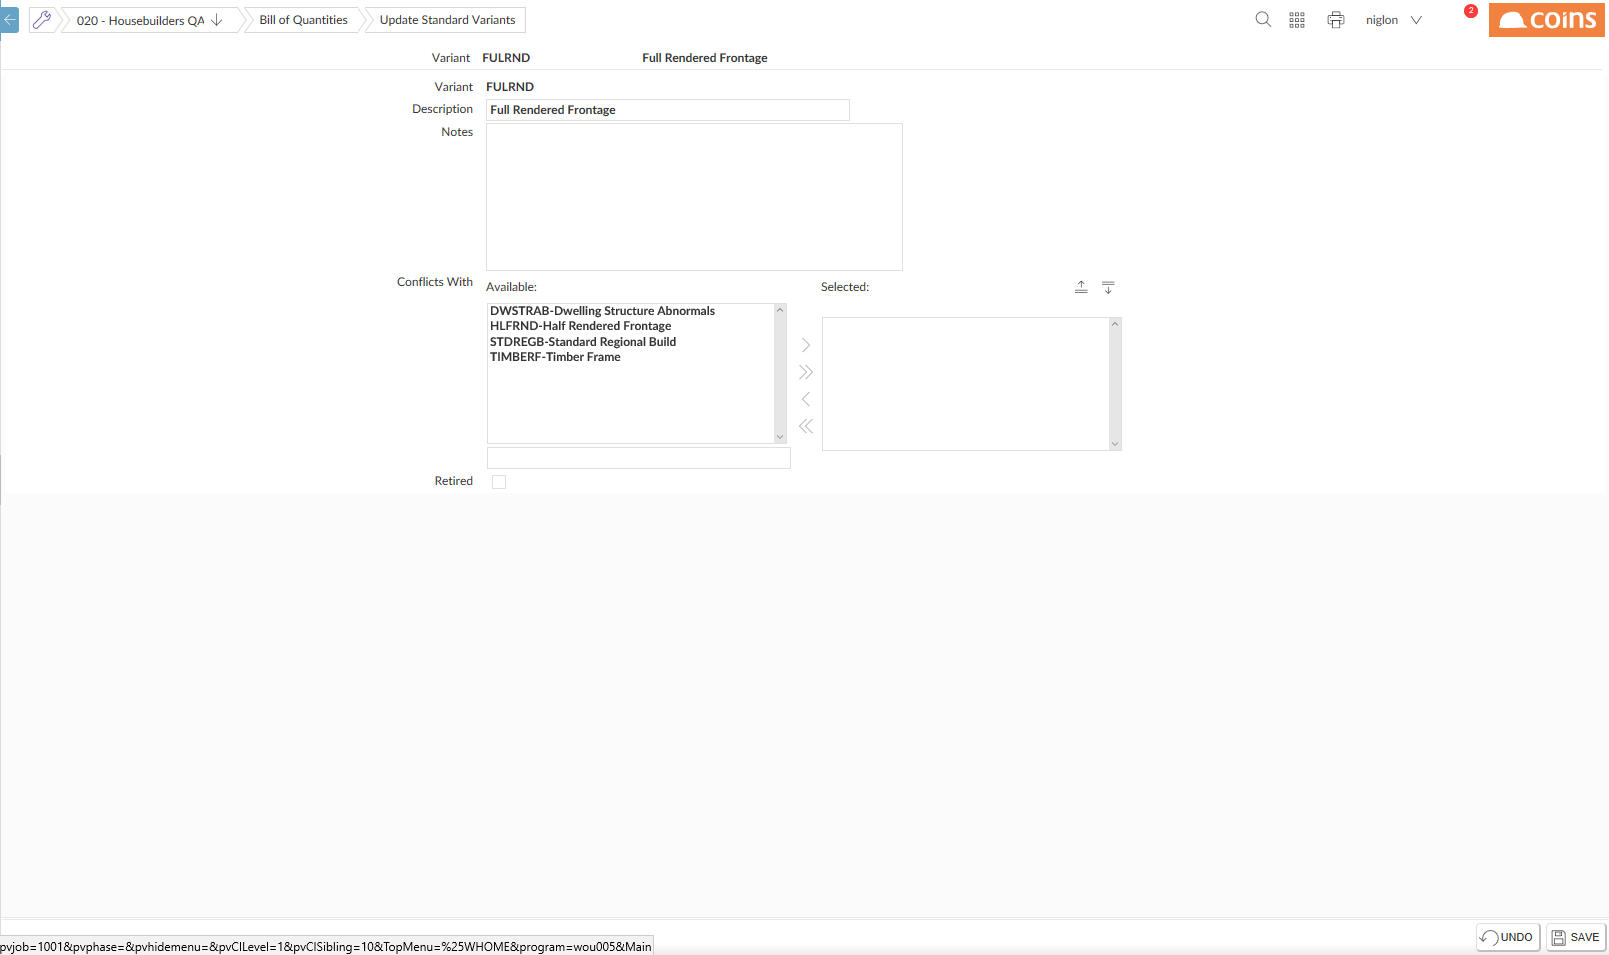 020 - Housebuilders QA
Bill of Quantities
Update Standard Variants
niglon
2
coins
Variant FULRND Full Rendered Frontage
Variant FULRND
Description Full Rendered Frontage
Notes
Conflicts With Available: Selected:
DWSTRAB-Dwelling Structure Abnormals
HLFRND-Half Rendered Frontage
STDREGB-Standard Regional Build
TIMBERF-Timber Frame
Retired
UNDO SAVE
pvjob=1001&pvphase=&pvhidemenu=&pvCILevel=1&pvCISibling=10&TopMenu=%25WHOME&program=wou005&Main